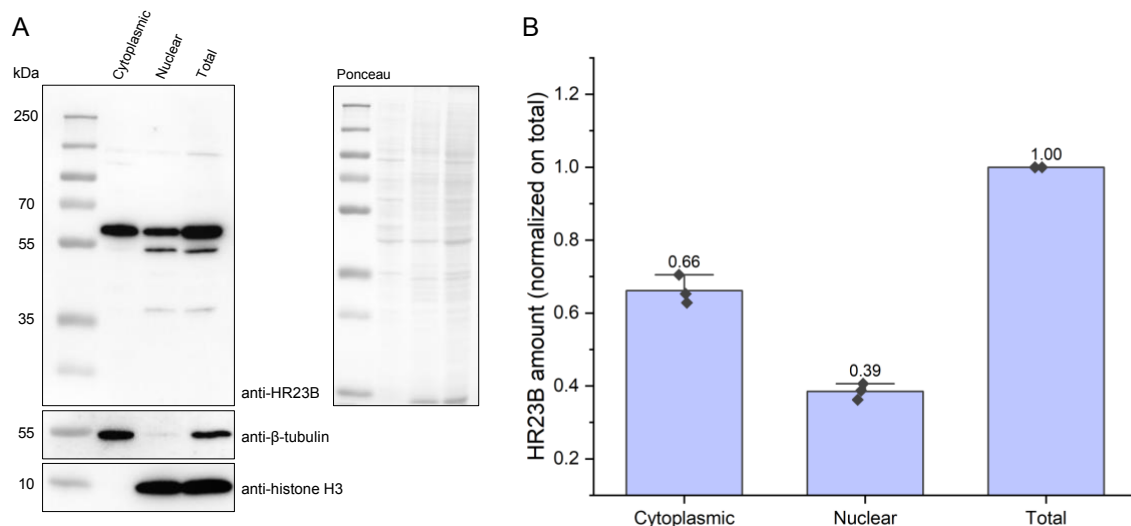 A
kDa
Cytoplasmic
Nuclear
Total
250
70
55
35
anti-HR23B
55
anti-β-tubulin
10
anti-histone H3
Ponceau
B
HR23B amount (normalized on total)
1.2
1.0
0.8
0.6
0.4
0.2
0.66
0.39
1.00
Cytoplasmic
Nuclear
Total